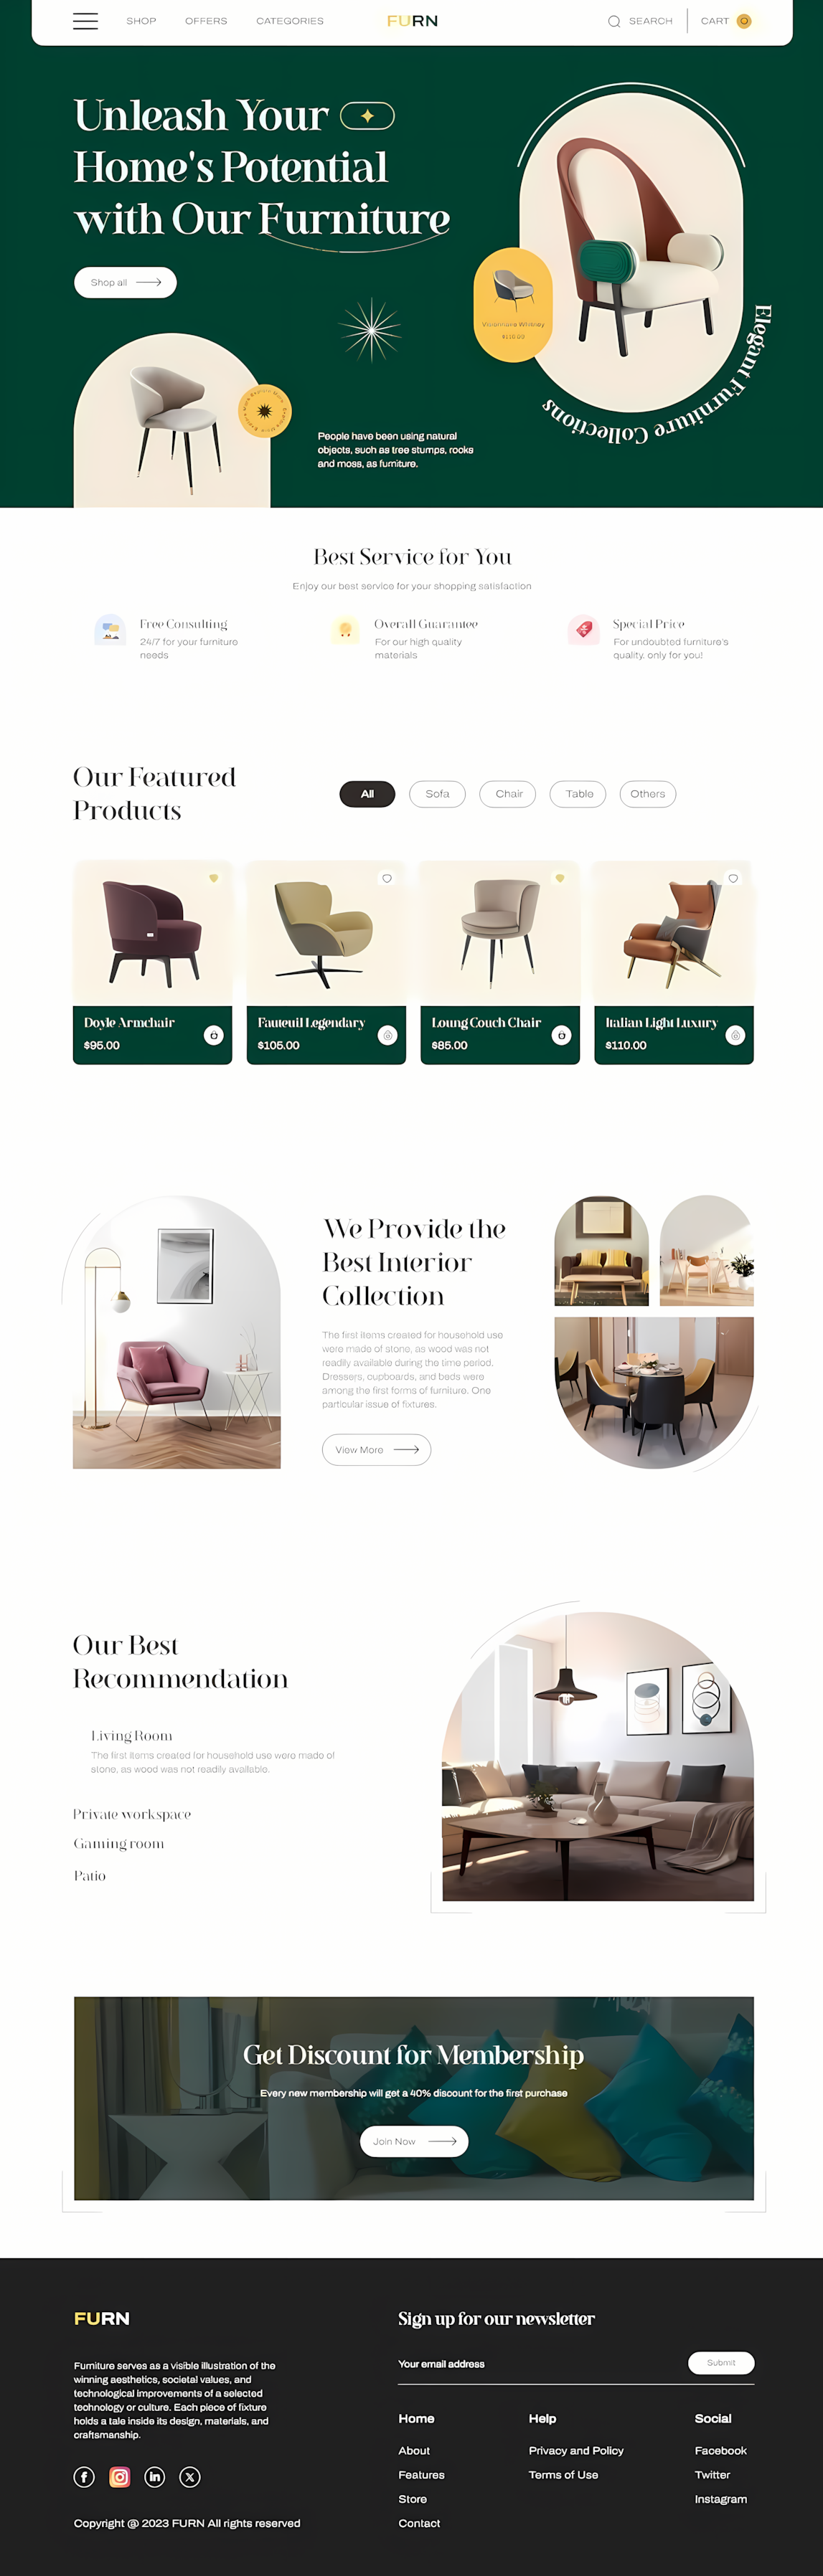 SHOP OFFERS CATEGORIES FURN SEARCH CART
Unleash Your
Home's Potential
with Our Furniture
Shop all
Visionnaire Whitney
$110.00
Elegant Furniture Collections
People have been using natural
objects, such as tree stumps, rocks
and moss, as furniture.
Best Service for You
Enjoy our best service for your shopping satisfaction
Free Consulting
24/7 for your furniture
needs
Overall Guarantee
For our high quality
materials
Special Price
For undoubted furniture's
quality. only for you!
Our Featured
Products
All Sofa Chair Table Others
Doyle Armchair
$95.00
Fauteuil Legendary
$105.00
Loung Couch Chair
$85.00
Italian Light Luxury
$110.00
We Provide the
Best Interior
Collection
The first items created for household use
were made of stone, as wood was not
readily available during the time period.
Dressers, cupboards, and beds were
among the first forms of furniture. One
particular issue of fixtures.
View More
Our Best
Recommendation
Living Room
The first items created for household use were made of
stone, as wood was not readily available.
Private workspace
Gaming room
Patio
Get Discount for Membership
Every new membership will get a 40% discount for the first purchase
Join Now
FURN
Furniture serves as a visible illustration of the
winning aesthetics, societal values, and
technological improvements of a selected
technology or culture. Each piece of fixture
holds a tale inside its design, materials, and
craftsmanship.
Copyright @ 2023 FURN All rights reserved
Sign up for our newsletter
Your email address
Submit
Home
About
Features
Store
Contact
Help
Privacy and Policy
Terms of Use
Social
Facebook
Twitter
Instagram